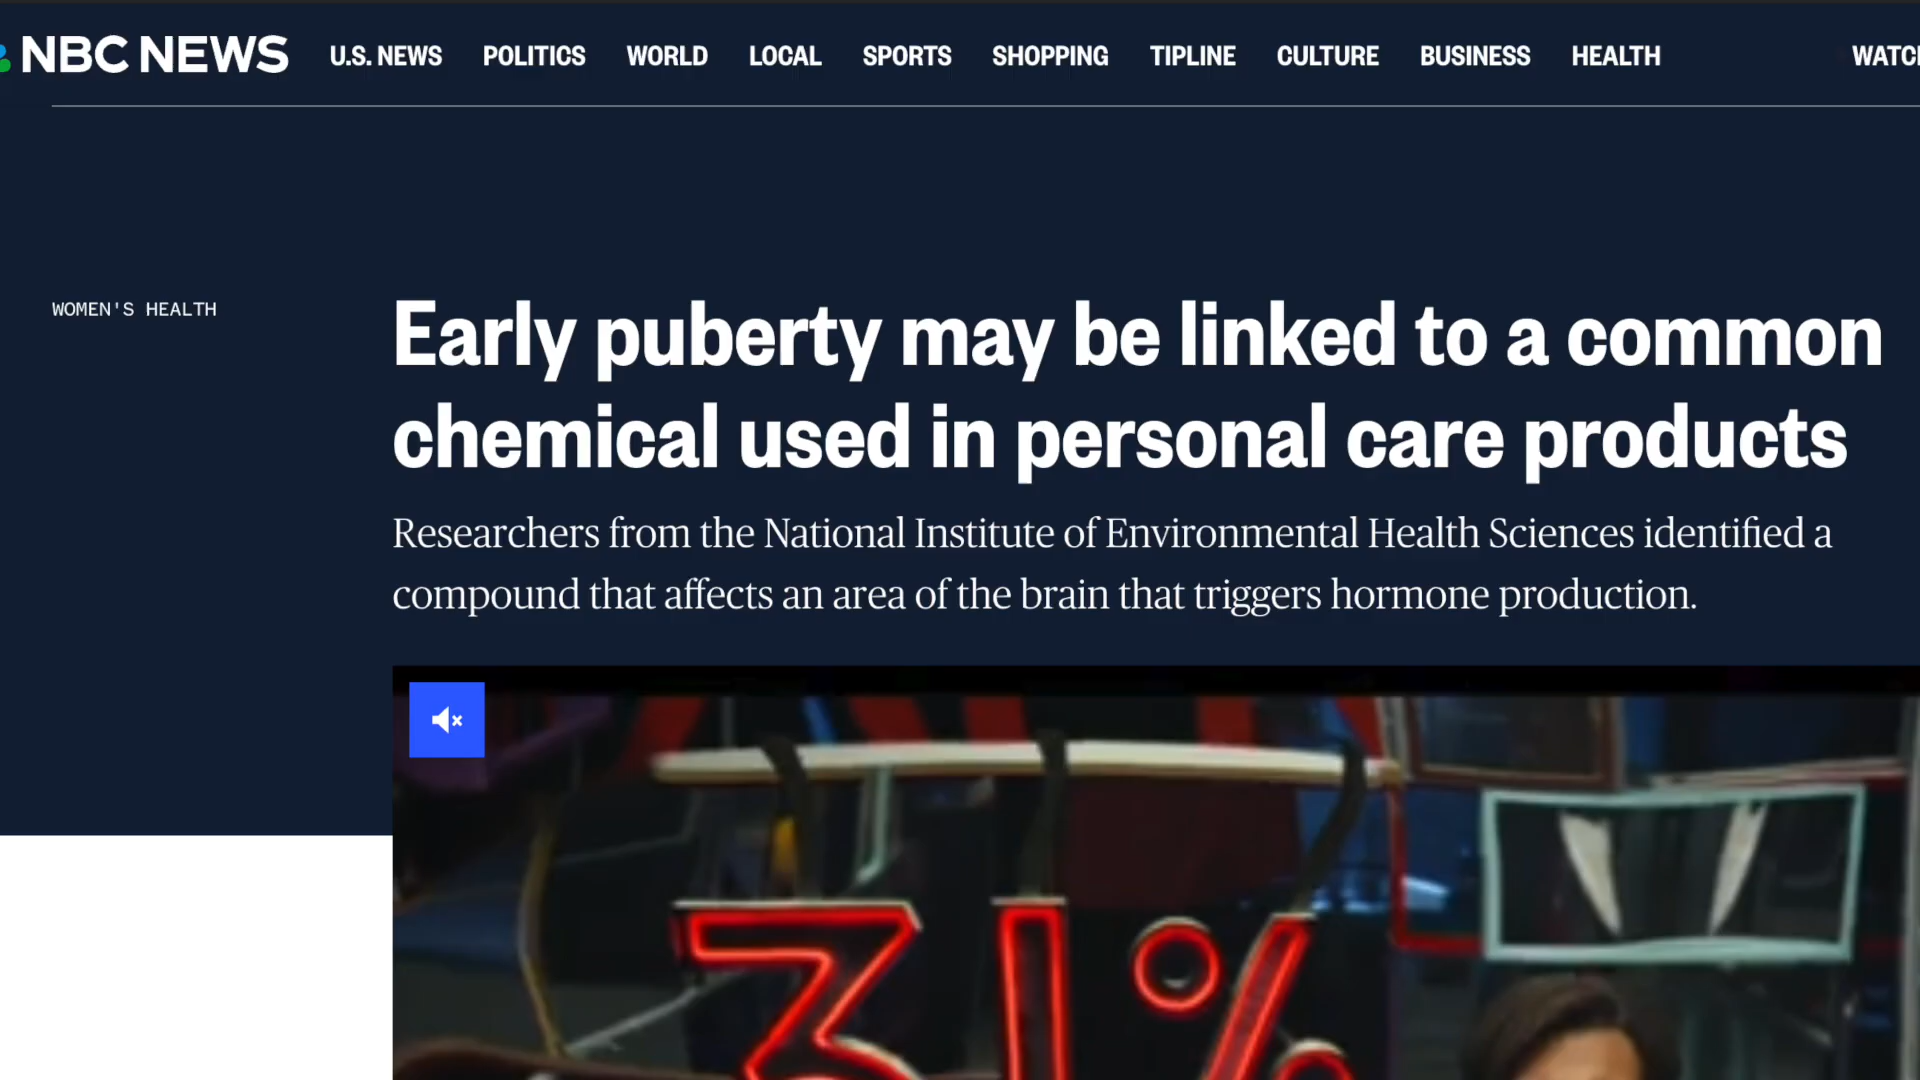 NBC NEWS U.S. NEWS POLITICS WORLD LOCAL SPORTS SHOPPING TIPLINE CULTURE BUSINESS HEALTH WATCH
WOMEN'S HEALTH
Early puberty may be linked to a common
chemical used in personal care products
Researchers from the National Institute of Environmental Health Sciences identified a
compound that affects an area of the brain that triggers hormone production.
31%